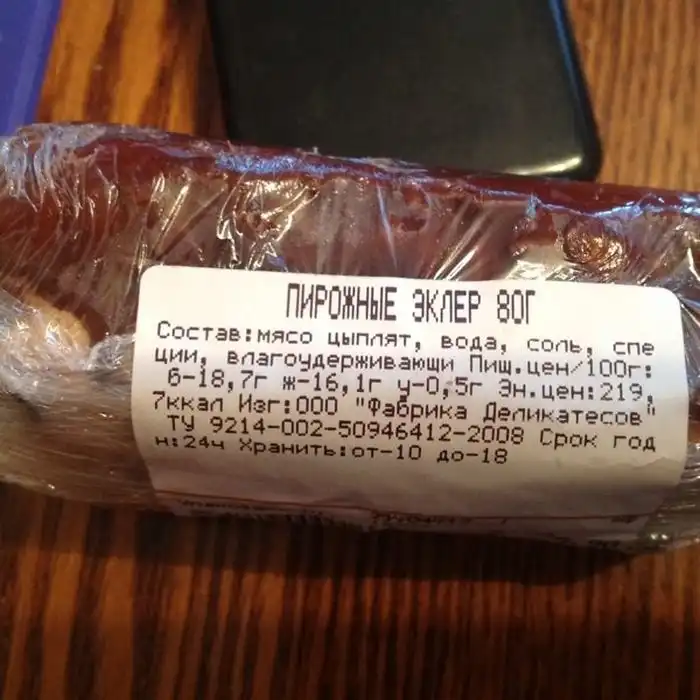 ПИРОЖНЫЕ ЭКЛЕР 80Г
Состав:мясо цыплят, вода, соль, спе
ции, влагоудерживающи Пищ.цен/100г:
б-18,7г ж-16,1г у-0,5г Эн.цен:219,
7ккал Изг:ООО "Фабрика Деликатесов"
ТУ 9214-002-50946412-2008 Срок год
н:24ч Хранить:от-10 до-18